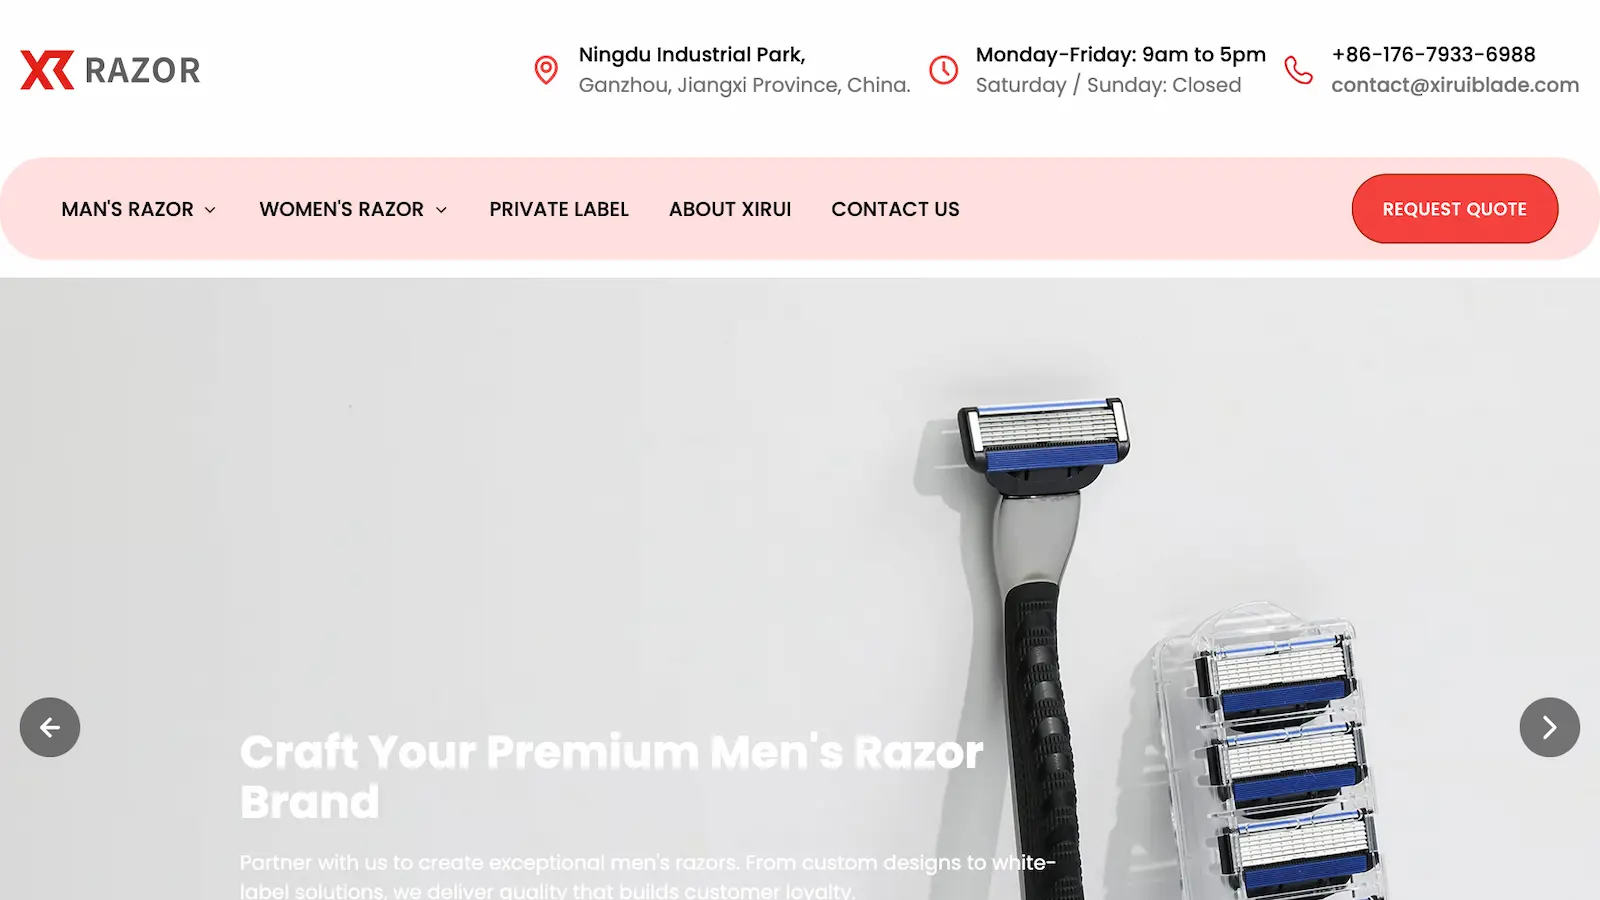 XR RAZOR
Ningdu Industrial Park,
Ganzhou, Jiangxi Province, China.
Monday-Friday: 9am to 5pm
Saturday / Sunday: Closed
+86-176-7933-6988
contact@xiruiblade.com
MAN'S RAZOR
WOMEN'S RAZOR
PRIVATE LABEL
ABOUT XIRUI
CONTACT US
REQUEST QUOTE
Craft Your Premium Men's Razor
Brand
Partner with us to create exceptional men's razors. From custom designs to white-
label solutions, we deliver quality that builds customer loyalty.